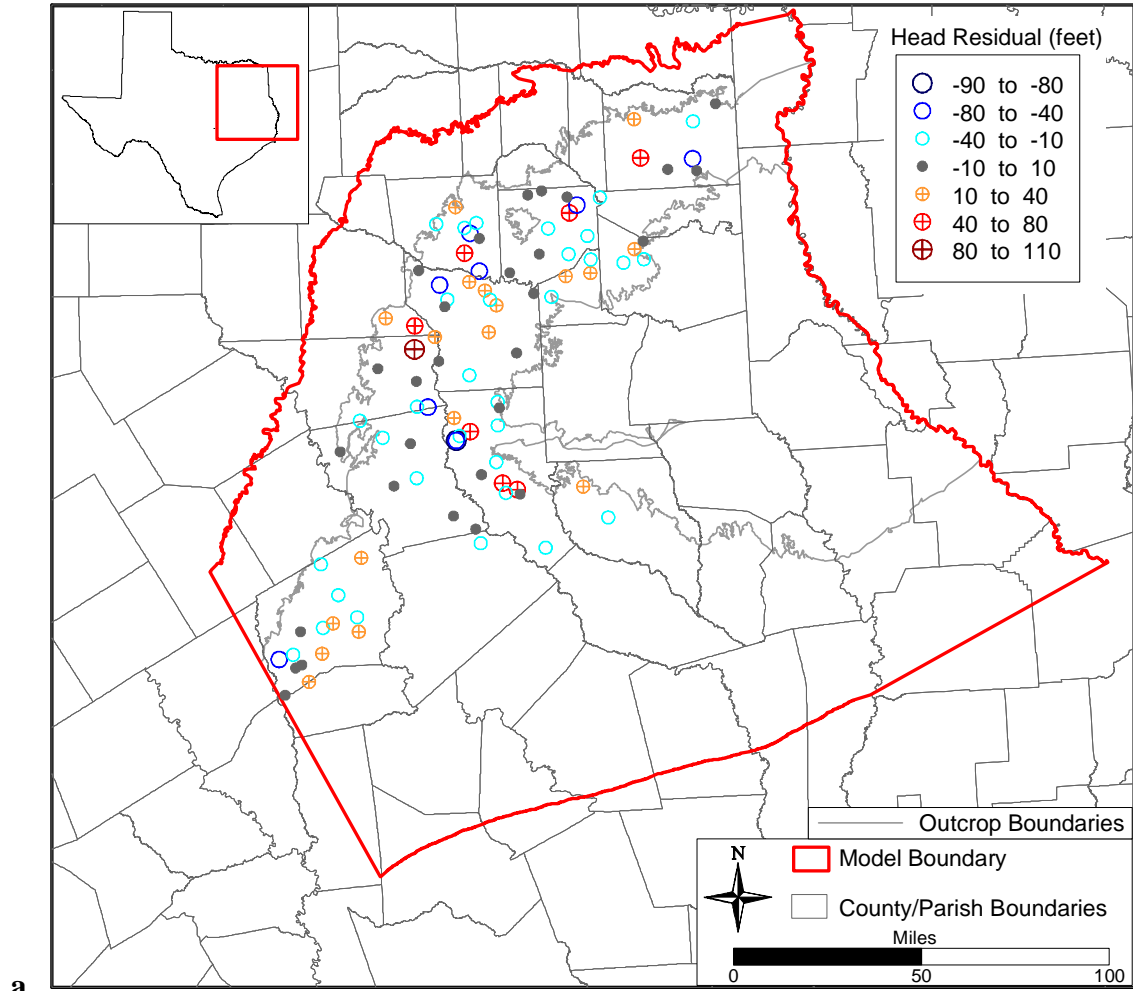 Head Residual (feet)
-90 to -80
-80 to -40
-40 to -10
-10 to 10
10 to 40
40 to 80
80 to 110
Outcrop Boundaries
N
Model Boundary
County/Parish Boundaries
Miles
0 50 100
a